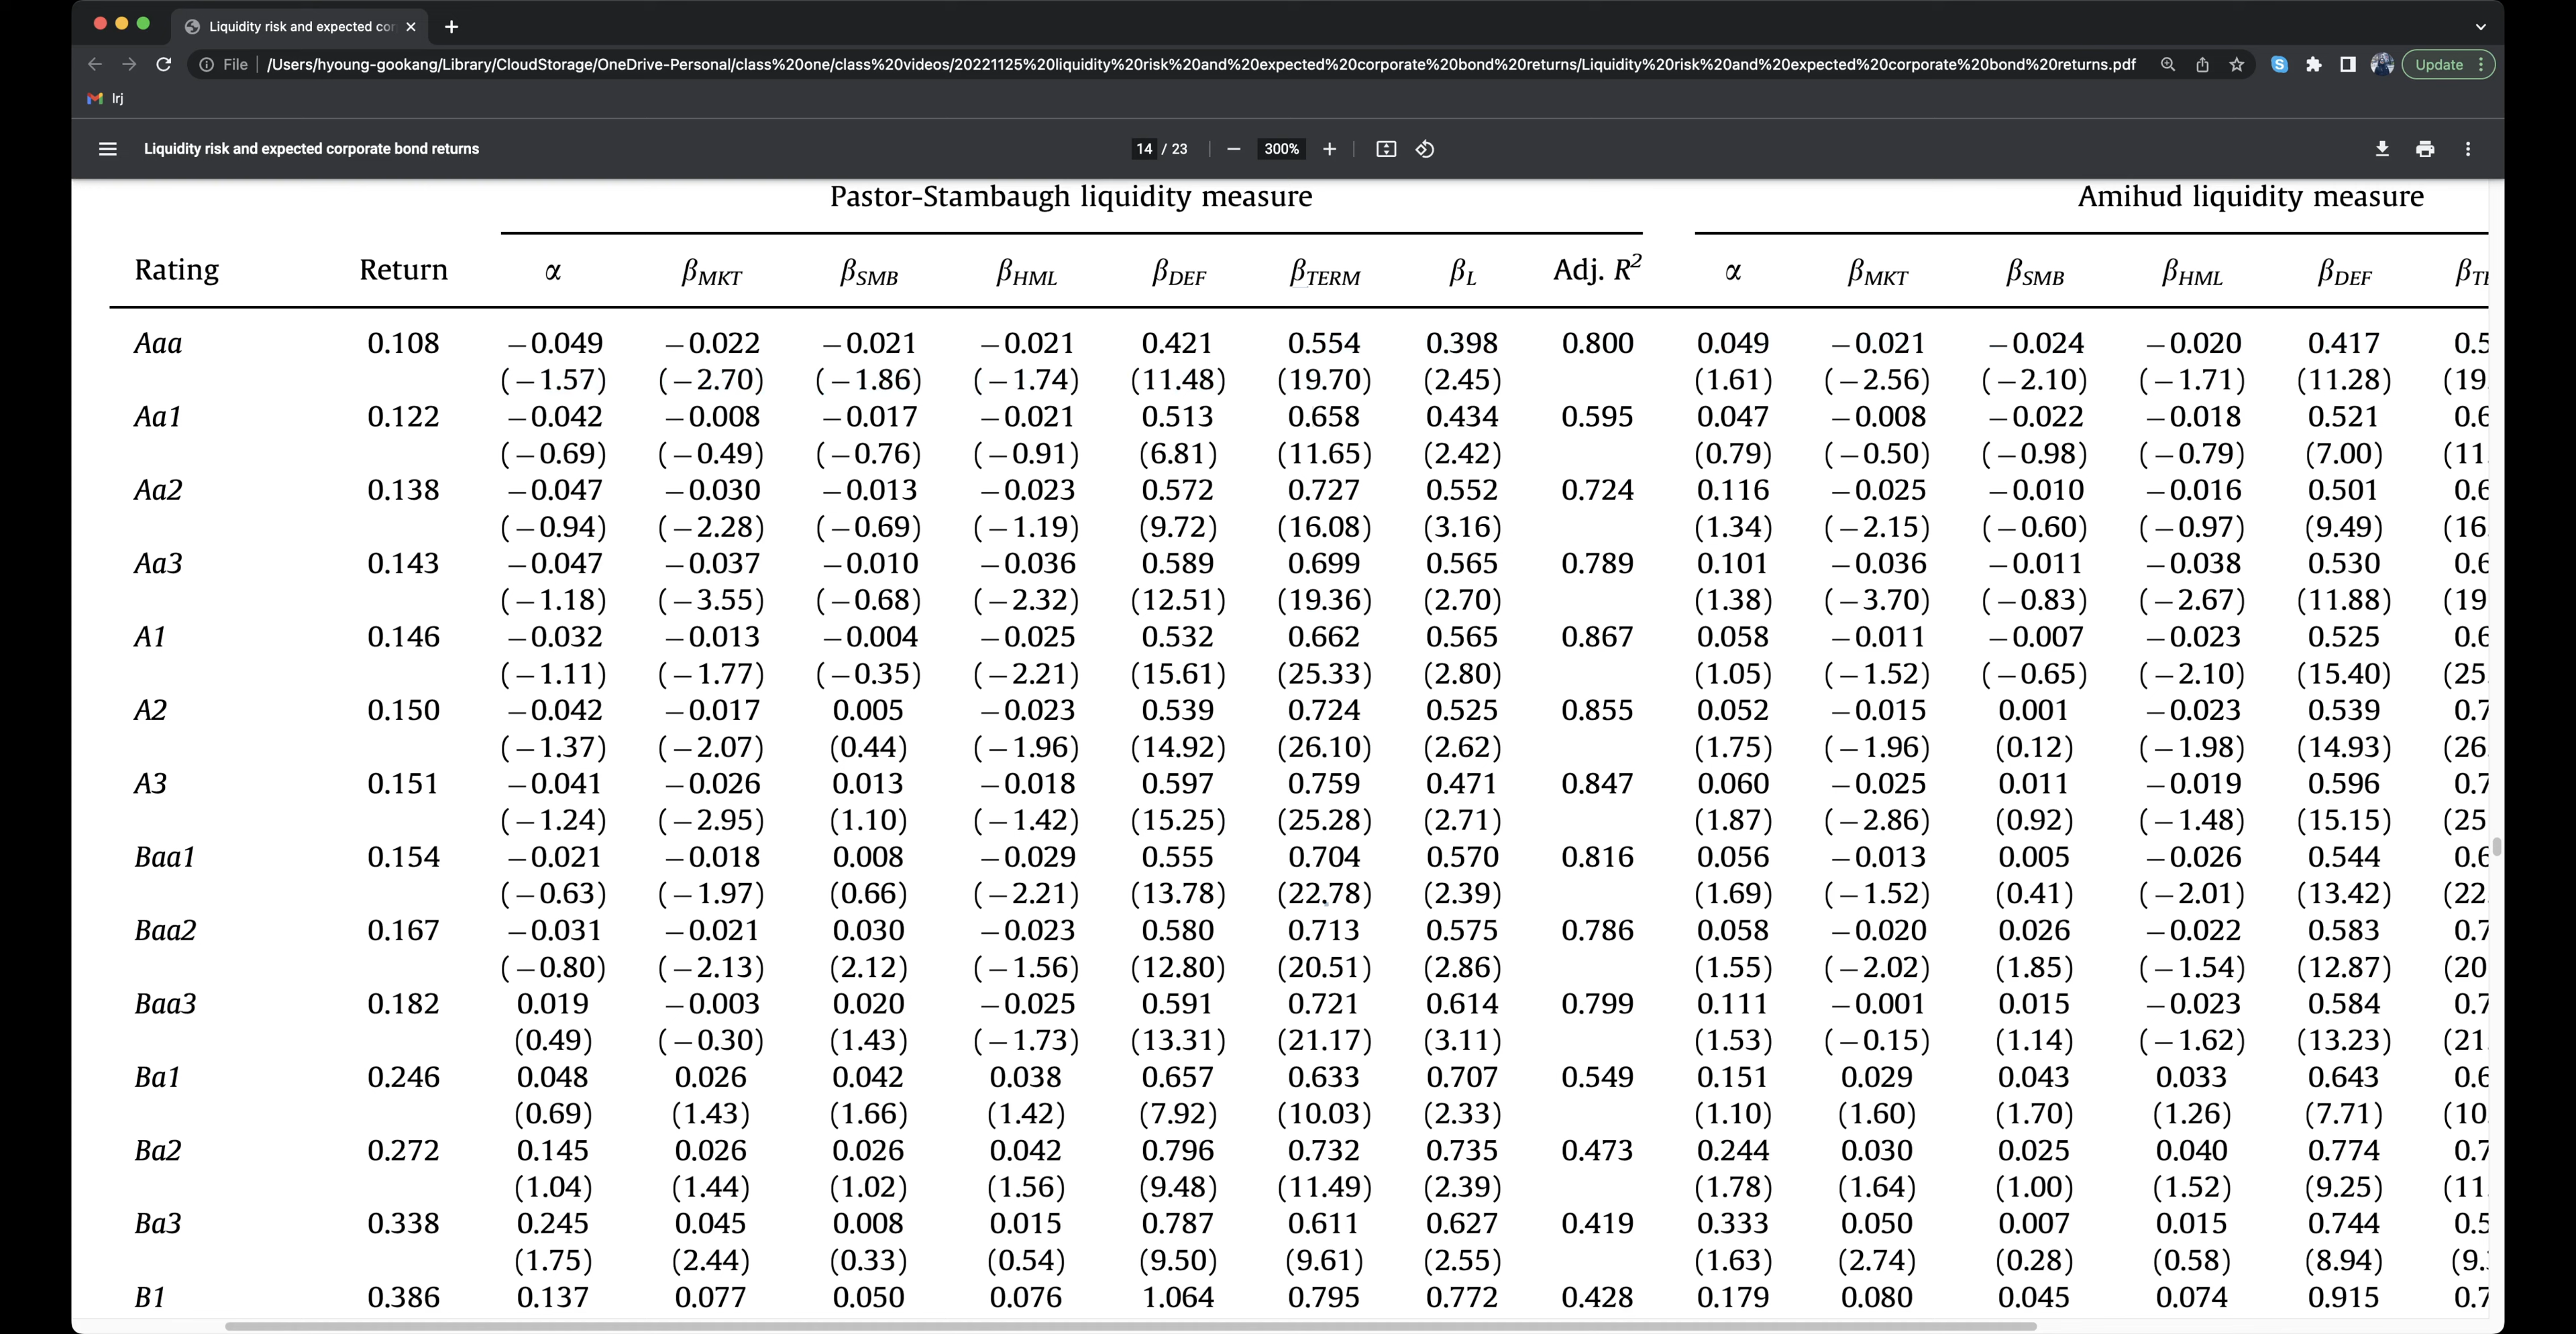 Liquidity risk and expected cor
File /Users/hyoung-gookang/Library/CloudStorage/OneDrive-Personal/class%20one/class%20videos/20221125%20liquidity%20risk%20and%20expected%20corporate%20bond%20returns/Liquidity%20risk%20and%20expected%20corporate%20bond%20returns.pdf Update
lrj
Liquidity risk and expected corporate bond returns 14 / 23 300%
Pastor-Stambaugh liquidity measure Amihud liquidity measure
Rating Return α β_MKT β_SMB β_HML β_DEF β_TERM β_L Adj. R² α β_MKT β_SMB β_HML β_DEF
Aaa 0.108 −0.049 −0.022 −0.021 −0.021 0.421 0.554 0.398 0.800 0.049 −0.021 −0.024 −0.020 0.417 0.5
(−1.57) (−2.70) (−1.86) (−1.74) (11.48) (19.70) (2.45) (1.61) (−2.56) (−2.10) (−1.71) (11.28) (19
Aa1 0.122 −0.042 −0.008 −0.017 −0.021 0.513 0.658 0.434 0.595 0.047 −0.008 −0.022 −0.018 0.521 0.6
(−0.69) (−0.49) (−0.76) (−0.91) (6.81) (11.65) (2.42) (0.79) (−0.50) (−0.98) (−0.79) (7.00) (11
Aa2 0.138 −0.047 −0.030 −0.013 −0.023 0.572 0.727 0.552 0.724 0.116 −0.025 −0.010 −0.016 0.501 0.6
(−0.94) (−2.28) (−0.69) (−1.19) (9.72) (16.08) (3.16) (1.34) (−2.15) (−0.60) (−0.97) (9.49) (16
Aa3 0.143 −0.047 −0.037 −0.010 −0.036 0.589 0.699 0.565 0.789 0.101 −0.036 −0.011 −0.038 0.530 0.6
(−1.18) (−3.55) (−0.68) (−2.32) (12.51) (19.36) (2.70) (1.38) (−3.70) (−0.83) (−2.67) (11.88) (19
A1 0.146 −0.032 −0.013 −0.004 −0.025 0.532 0.662 0.565 0.867 0.058 −0.011 −0.007 −0.023 0.525 0.6
(−1.11) (−1.77) (−0.35) (−2.21) (15.61) (25.33) (2.80) (1.05) (−1.52) (−0.65) (−2.10) (15.40) (25
A2 0.150 −0.042 −0.017 0.005 −0.023 0.539 0.724 0.525 0.855 0.052 −0.015 0.001 −0.023 0.539 0.7
(−1.37) (−2.07) (0.44) (−1.96) (14.92) (26.10) (2.62) (1.75) (−1.96) (0.12) (−1.98) (14.93) (26
A3 0.151 −0.041 −0.026 0.013 −0.018 0.597 0.759 0.471 0.847 0.060 −0.025 0.011 −0.019 0.596 0.7
(−1.24) (−2.95) (1.10) (−1.42) (15.25) (25.28) (2.71) (1.87) (−2.86) (0.92) (−1.48) (15.15) (25
Baa1 0.154 −0.021 −0.018 0.008 −0.029 0.555 0.704 0.570 0.816 0.056 −0.013 0.005 −0.026 0.544 0.6
(−0.63) (−1.97) (0.66) (−2.21) (13.78) (22.78) (2.39) (1.69) (−1.52) (0.41) (−2.01) (13.42) (22
Baa2 0.167 −0.031 −0.021 0.030 −0.023 0.580 0.713 0.575 0.786 0.058 −0.020 0.026 −0.022 0.583 0.7
(−0.80) (−2.13) (2.12) (−1.56) (12.80) (20.51) (2.86) (1.55) (−2.02) (1.85) (−1.54) (12.87) (20
Baa3 0.182 0.019 −0.003 0.020 −0.025 0.591 0.721 0.614 0.799 0.111 −0.001 0.015 −0.023 0.584 0.7
(0.49) (−0.30) (1.43) (−1.73) (13.31) (21.17) (3.11) (1.53) (−0.15) (1.14) (−1.62) (13.23) (21
Ba1 0.246 0.048 0.026 0.042 0.038 0.657 0.633 0.707 0.549 0.151 0.029 0.043 0.033 0.643 0.6
(0.69) (1.43) (1.66) (1.42) (7.92) (10.03) (2.33) (1.10) (1.60) (1.70) (1.26) (7.71) (10
Ba2 0.272 0.145 0.026 0.026 0.042 0.796 0.732 0.735 0.473 0.244 0.030 0.025 0.040 0.774 0.7
(1.04) (1.44) (1.02) (1.56) (9.48) (11.49) (2.39) (1.78) (1.64) (1.00) (1.52) (9.25) (11
Ba3 0.338 0.245 0.045 0.008 0.015 0.787 0.611 0.627 0.419 0.333 0.050 0.007 0.015 0.744 0.5
(1.75) (2.44) (0.33) (0.54) (9.50) (9.61) (2.55) (1.63) (2.74) (0.28) (0.58) (8.94) (9.
B1 0.386 0.137 0.077 0.050 0.076 1.064 0.795 0.772 0.428 0.179 0.080 0.045 0.074 0.915 0.7